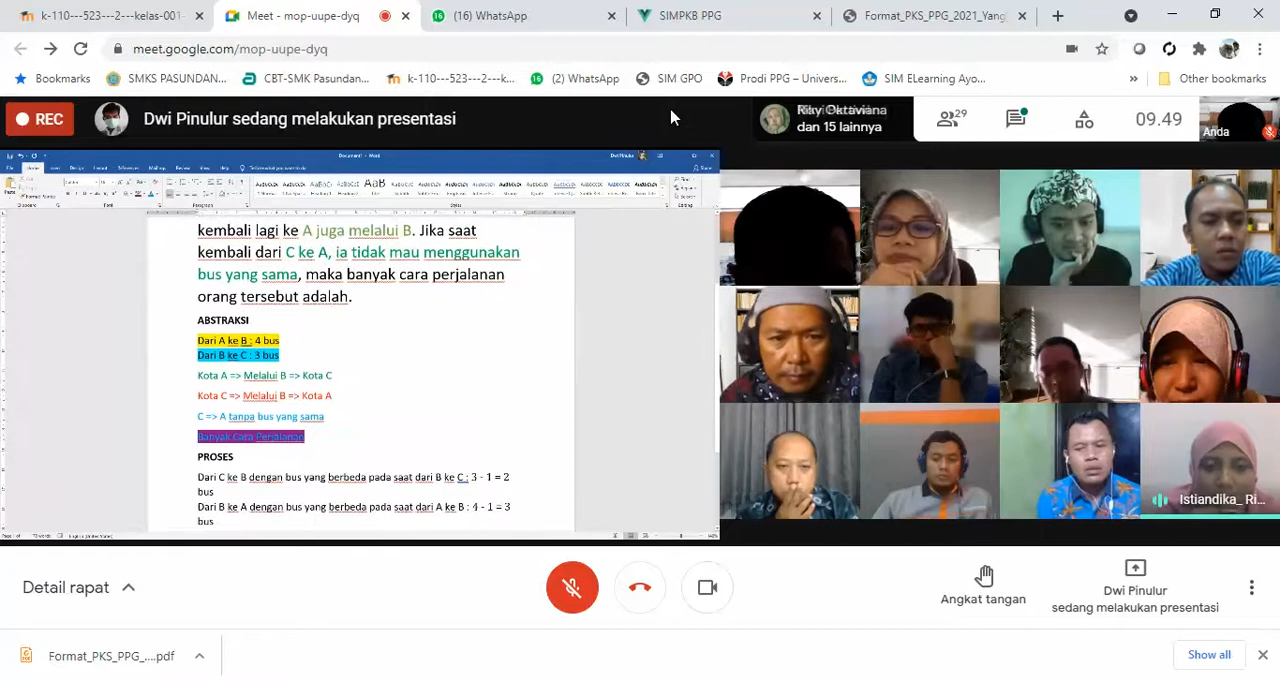 k-110---523---2---kelas-001-
Meet - mop-uupe-dyq
(16) WhatsApp
SIMPKB PPG
Format_PKS_PPG_2021_Yang
meet.google.com/mop-uupe-dyq
Bookmarks
SMKS PASUNDAN...
CBT-SMK Pasundan...
k-110---523---2---k...
(2) WhatsApp
SIM GPO
Prodi PPG – Univers...
SIM ELearning Ayo...
»
Other bookmarks
REC
Dwi Pinulur sedang melakukan presentasi
Oktaviana
dan 15 lainnya
29
09.49
Anda
kembali lagi ke A juga melalui B. Jika saat
kembali dari C ke A, ia tidak mau menggunakan
bus yang sama, maka banyak cara perjalanan
orang tersebut adalah.
ABSTRAKSI
Dari A ke B : 4 bus
Dari B ke C : 3 bus
Kota A => Melalui B => Kota C
Kota C => Melalui B => Kota A
C => A tanpa bus yang sama
Banyak Cara Perjalanan
PROSES
Dari C ke B dengan bus yang berbeda pada saat dari B ke C : 3 - 1 = 2
bus
Dari B ke A dengan bus yang berbeda pada saat dari A ke B : 4 - 1 = 3
bus
Istiandika_ Ri...
Detail rapat
Angkat tangan
Dwi Pinulur
sedang melakukan presentasi
Format_PKS_PPG_....pdf
Show all